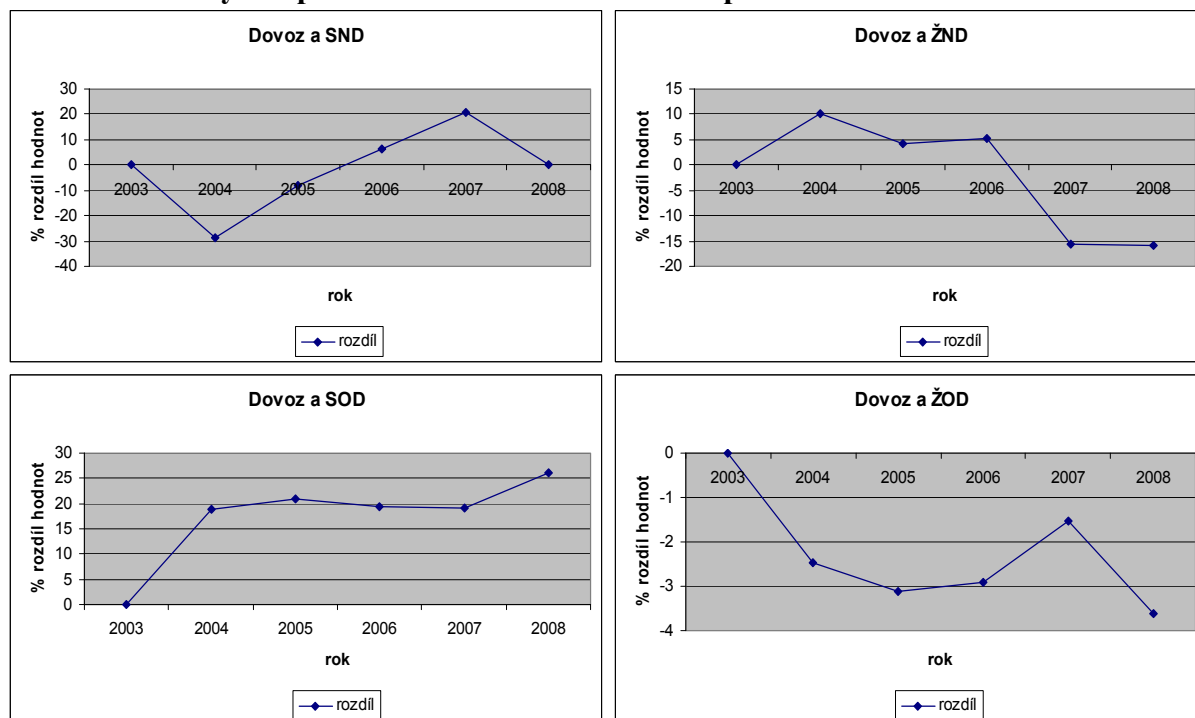 Dovoz a SND
% rozdíl hodnot
30
20
10
0
-10
-20
-30
-40
2003 2004 2005 2006 2007 2008
rok
rozdíl
Dovoz a ŽND
% rozdíl hodnot
15
10
5
0
-5
-10
-15
-20
2003 2004 2005 2006 2007 2008
rok
rozdíl
Dovoz a SOD
% rozdíl hodnot
30
25
20
15
10
5
0
2003 2004 2005 2006 2007 2008
rok
rozdíl
Dovoz a ŽOD
% rozdíl hodnot
0
-1
-2
-3
-4
2003 2004 2005 2006 2007 2008
rok
rozdíl